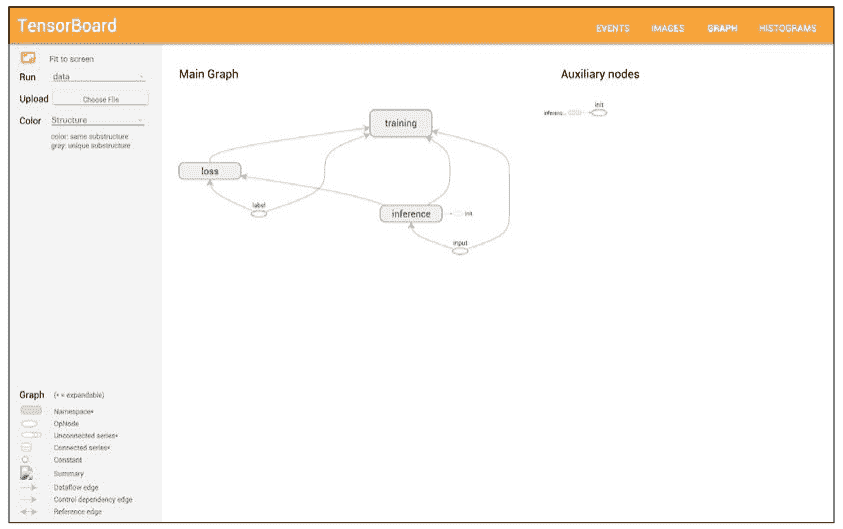 TensorBoard
EVENTS IMAGES GRAPH HISTOGRAMS
Fit to screen
Run data
Upload Choose File
Color Structure
color: same substructure
gray: unique substructure
Main Graph
training
loss
label
inference
init
input
Auxiliary nodes
init
inferenc...
Graph (* = expandable)
Namespace*
OpNode
Unconnected series*
Connected series*
Constant
Summary
Dataflow edge
Control dependency edge
Reference edge